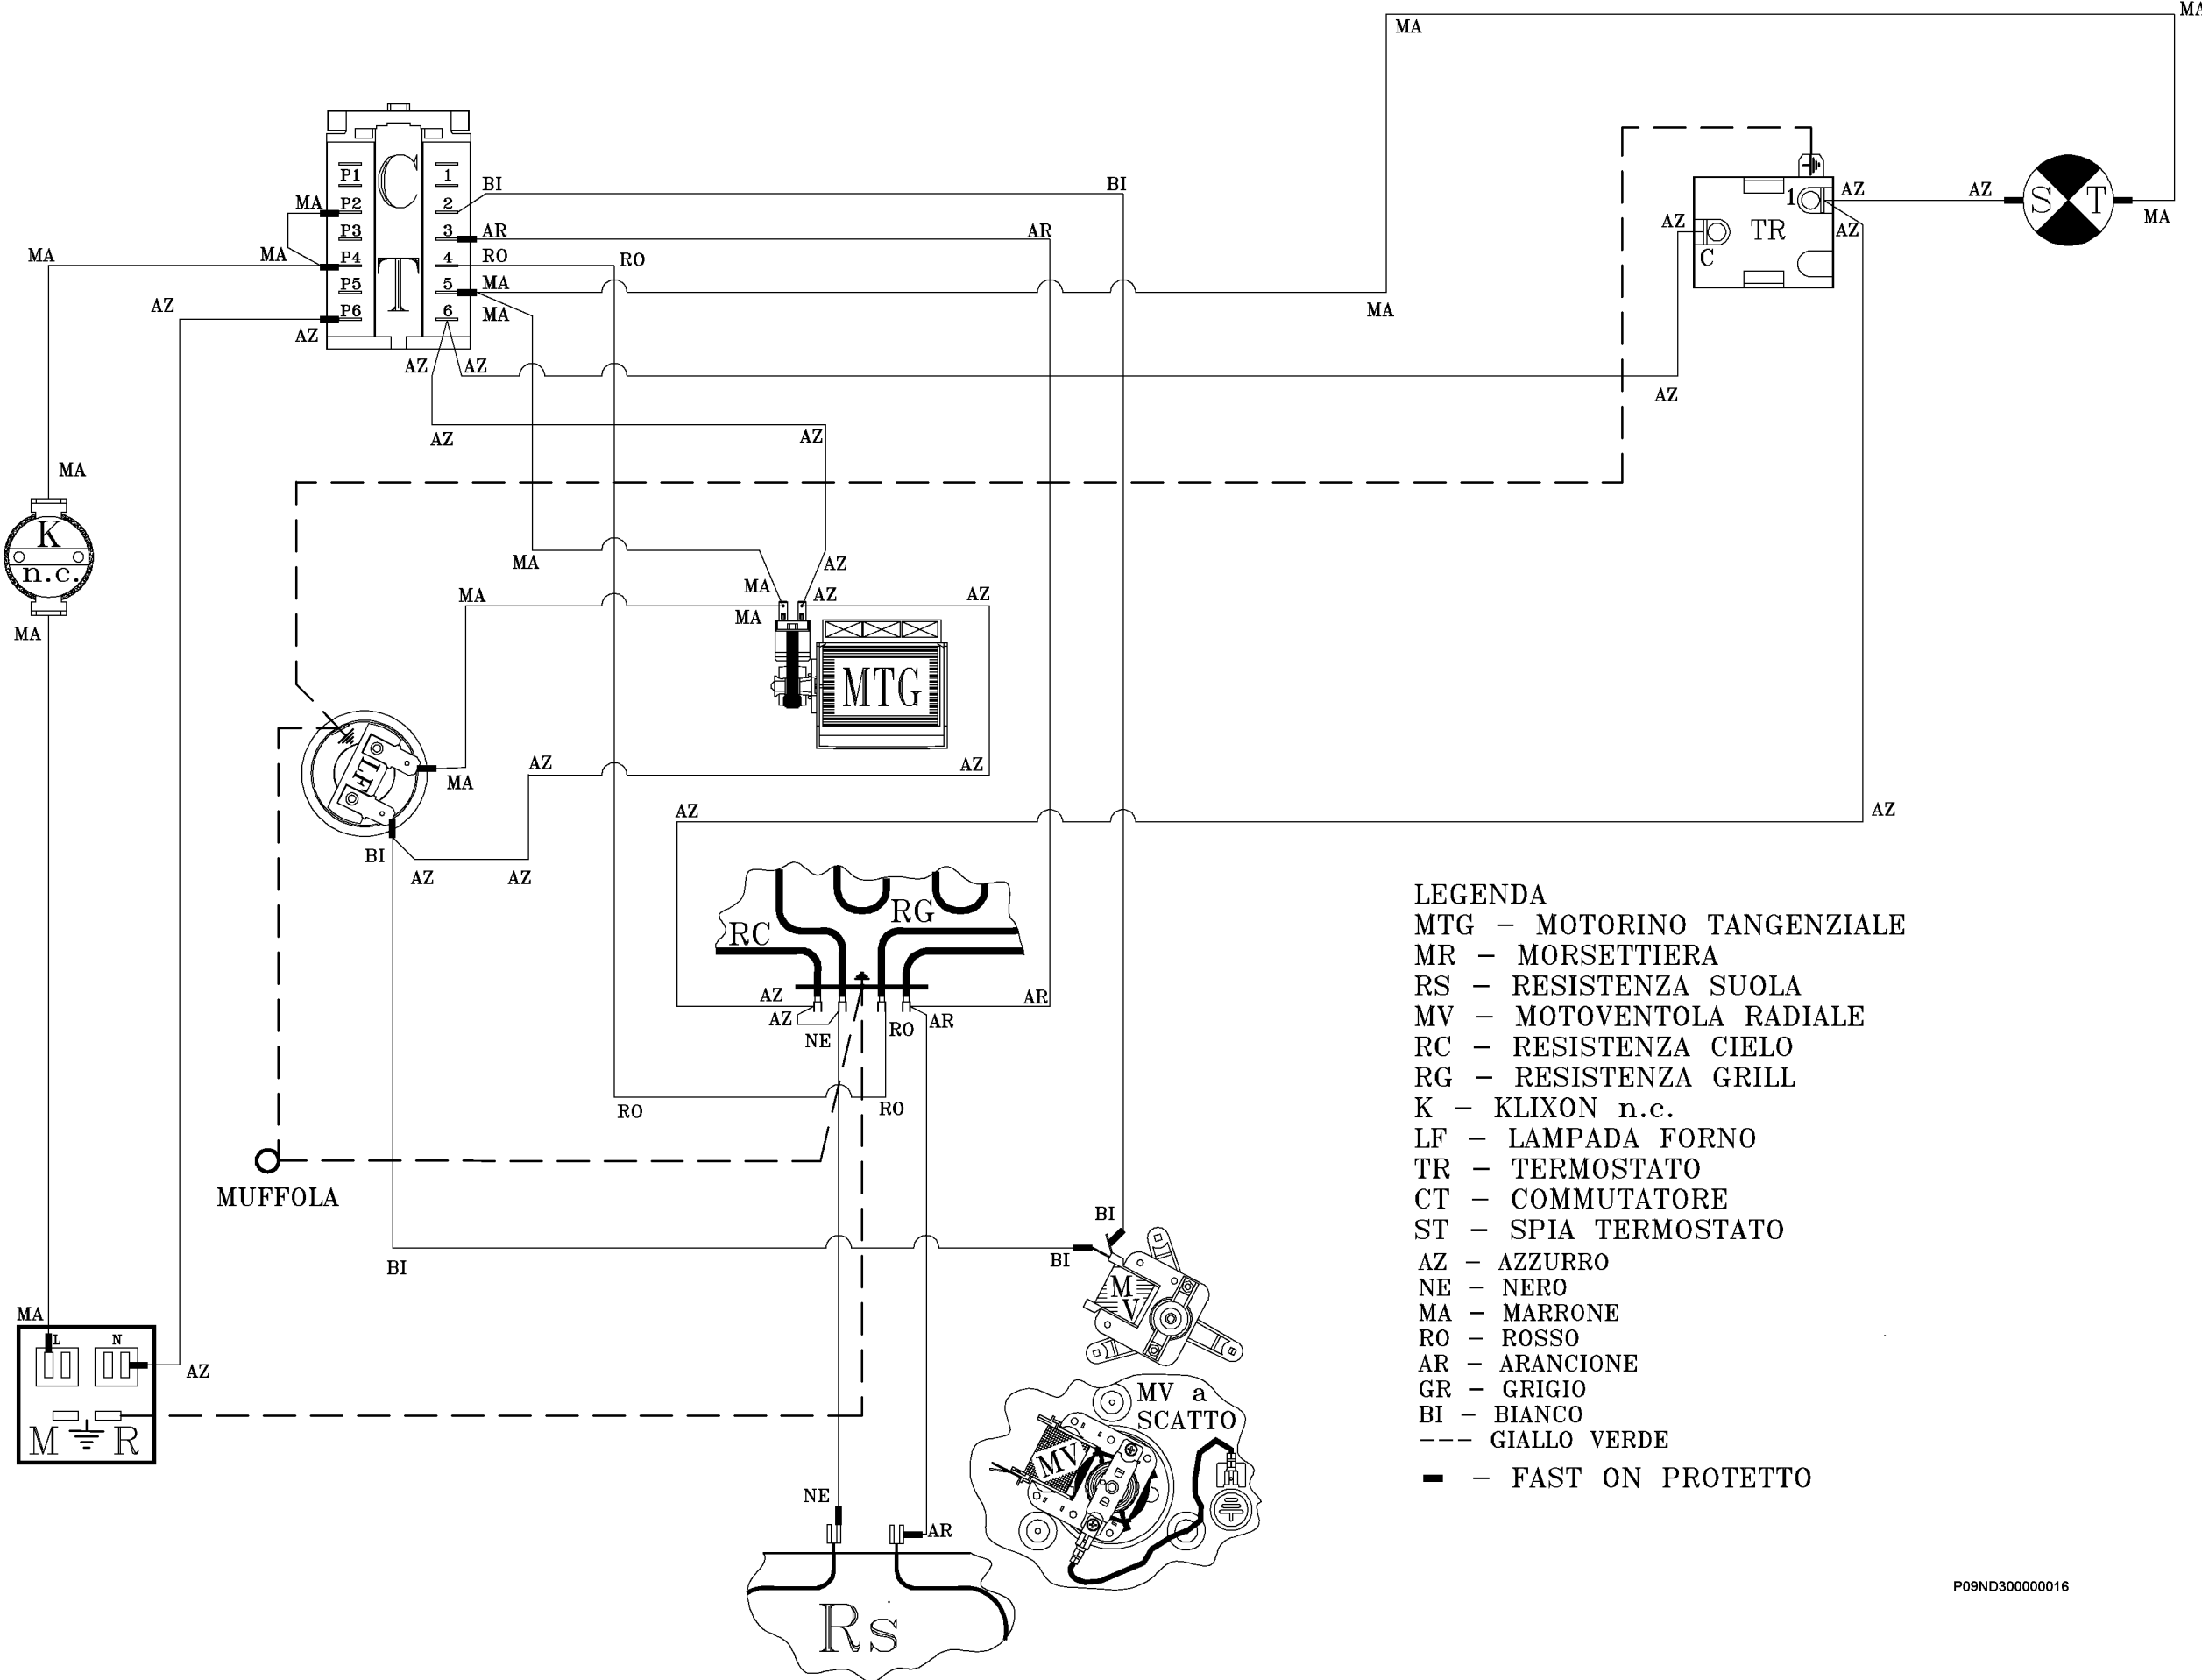 MA
MA
P1
P2
P3
P4
P5
P6
C
T
1
2
3
4
5
6
BI
BI
MA
AR
AR
RO
RO
MA
MA
MA
MA
MA
AZ
AZ
AZ
AZ
AZ
AZ
MA
1
TR
C
AZ
AZ
AZ
AZ
S T
MA
AZ
AZ
MA
K
n.c.
MA
MA
MA
AZ
MA
MA
AZ
AZ
MTG
LF
MA
AZ
AZ
BI
AZ
AZ
AZ
AZ
RC
RG
AZ
AZ
NE
RO
AR
AR
RO
RO
MUFFOLA
BI
BI
BI
M
V
MA
L
N
AZ
M R
MV a
SCATTO
MV
NE
AR
Rs
LEGENDA
MTG – MOTORINO TANGENZIALE
MR – MORSETTIERA
RS – RESISTENZA SUOLA
MV – MOTOVENTOLA RADIALE
RC – RESISTENZA CIELO
RG – RESISTENZA GRILL
K – KLIXON n.c.
LF – LAMPADA FORNO
TR – TERMOSTATO
CT – COMMUTATORE
ST – SPIA TERMOSTATO
AZ – AZZURRO
NE – NERO
MA – MARRONE
RO – ROSSO
AR – ARANCIONE
GR – GRIGIO
BI – BIANCO
––– GIALLO VERDE
– FAST ON PROTETTO
P09ND300000016